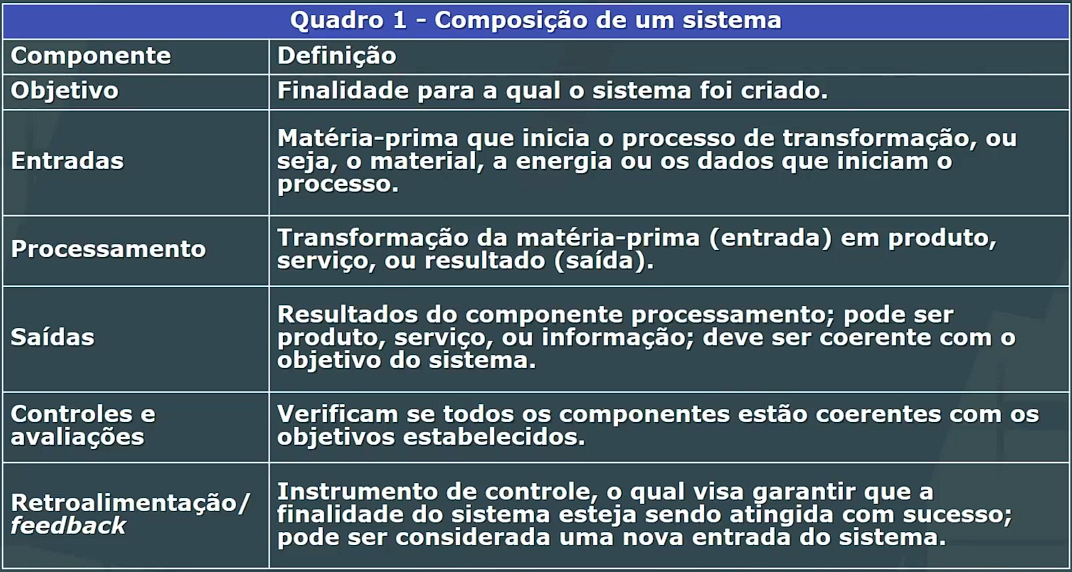 Quadro 1 - Composição de um sistema
Componente
Definição
Objetivo
Finalidade para a qual o sistema foi criado.
Entradas
Matéria-prima que inicia o processo de transformação, ou
seja, o material, a energia ou os dados que iniciam o
processo.
Processamento
Transformação da matéria-prima (entrada) em produto,
serviço, ou resultado (saída).
Saídas
Resultados do componente processamento; pode ser
produto, serviço, ou informação; deve ser coerente com o
objetivo do sistema.
Controles e
avaliações
Verificam se todos os componentes estão coerentes com os
objetivos estabelecidos.
Retroalimentação/
feedback
Instrumento de controle, o qual visa garantir que a
finalidade do sistema esteja sendo atingida com sucesso;
pode ser considerada uma nova entrada do sistema.